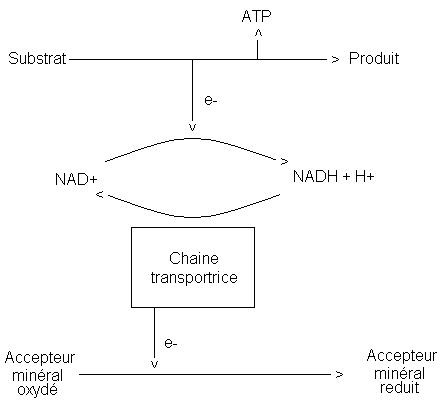 ATP
Substrat
Produit
e-
NAD+
NADH + H+
Chaine
transportrice
e-
Accepteur
minéral
oxydé
Accepteur
minéral
reduit